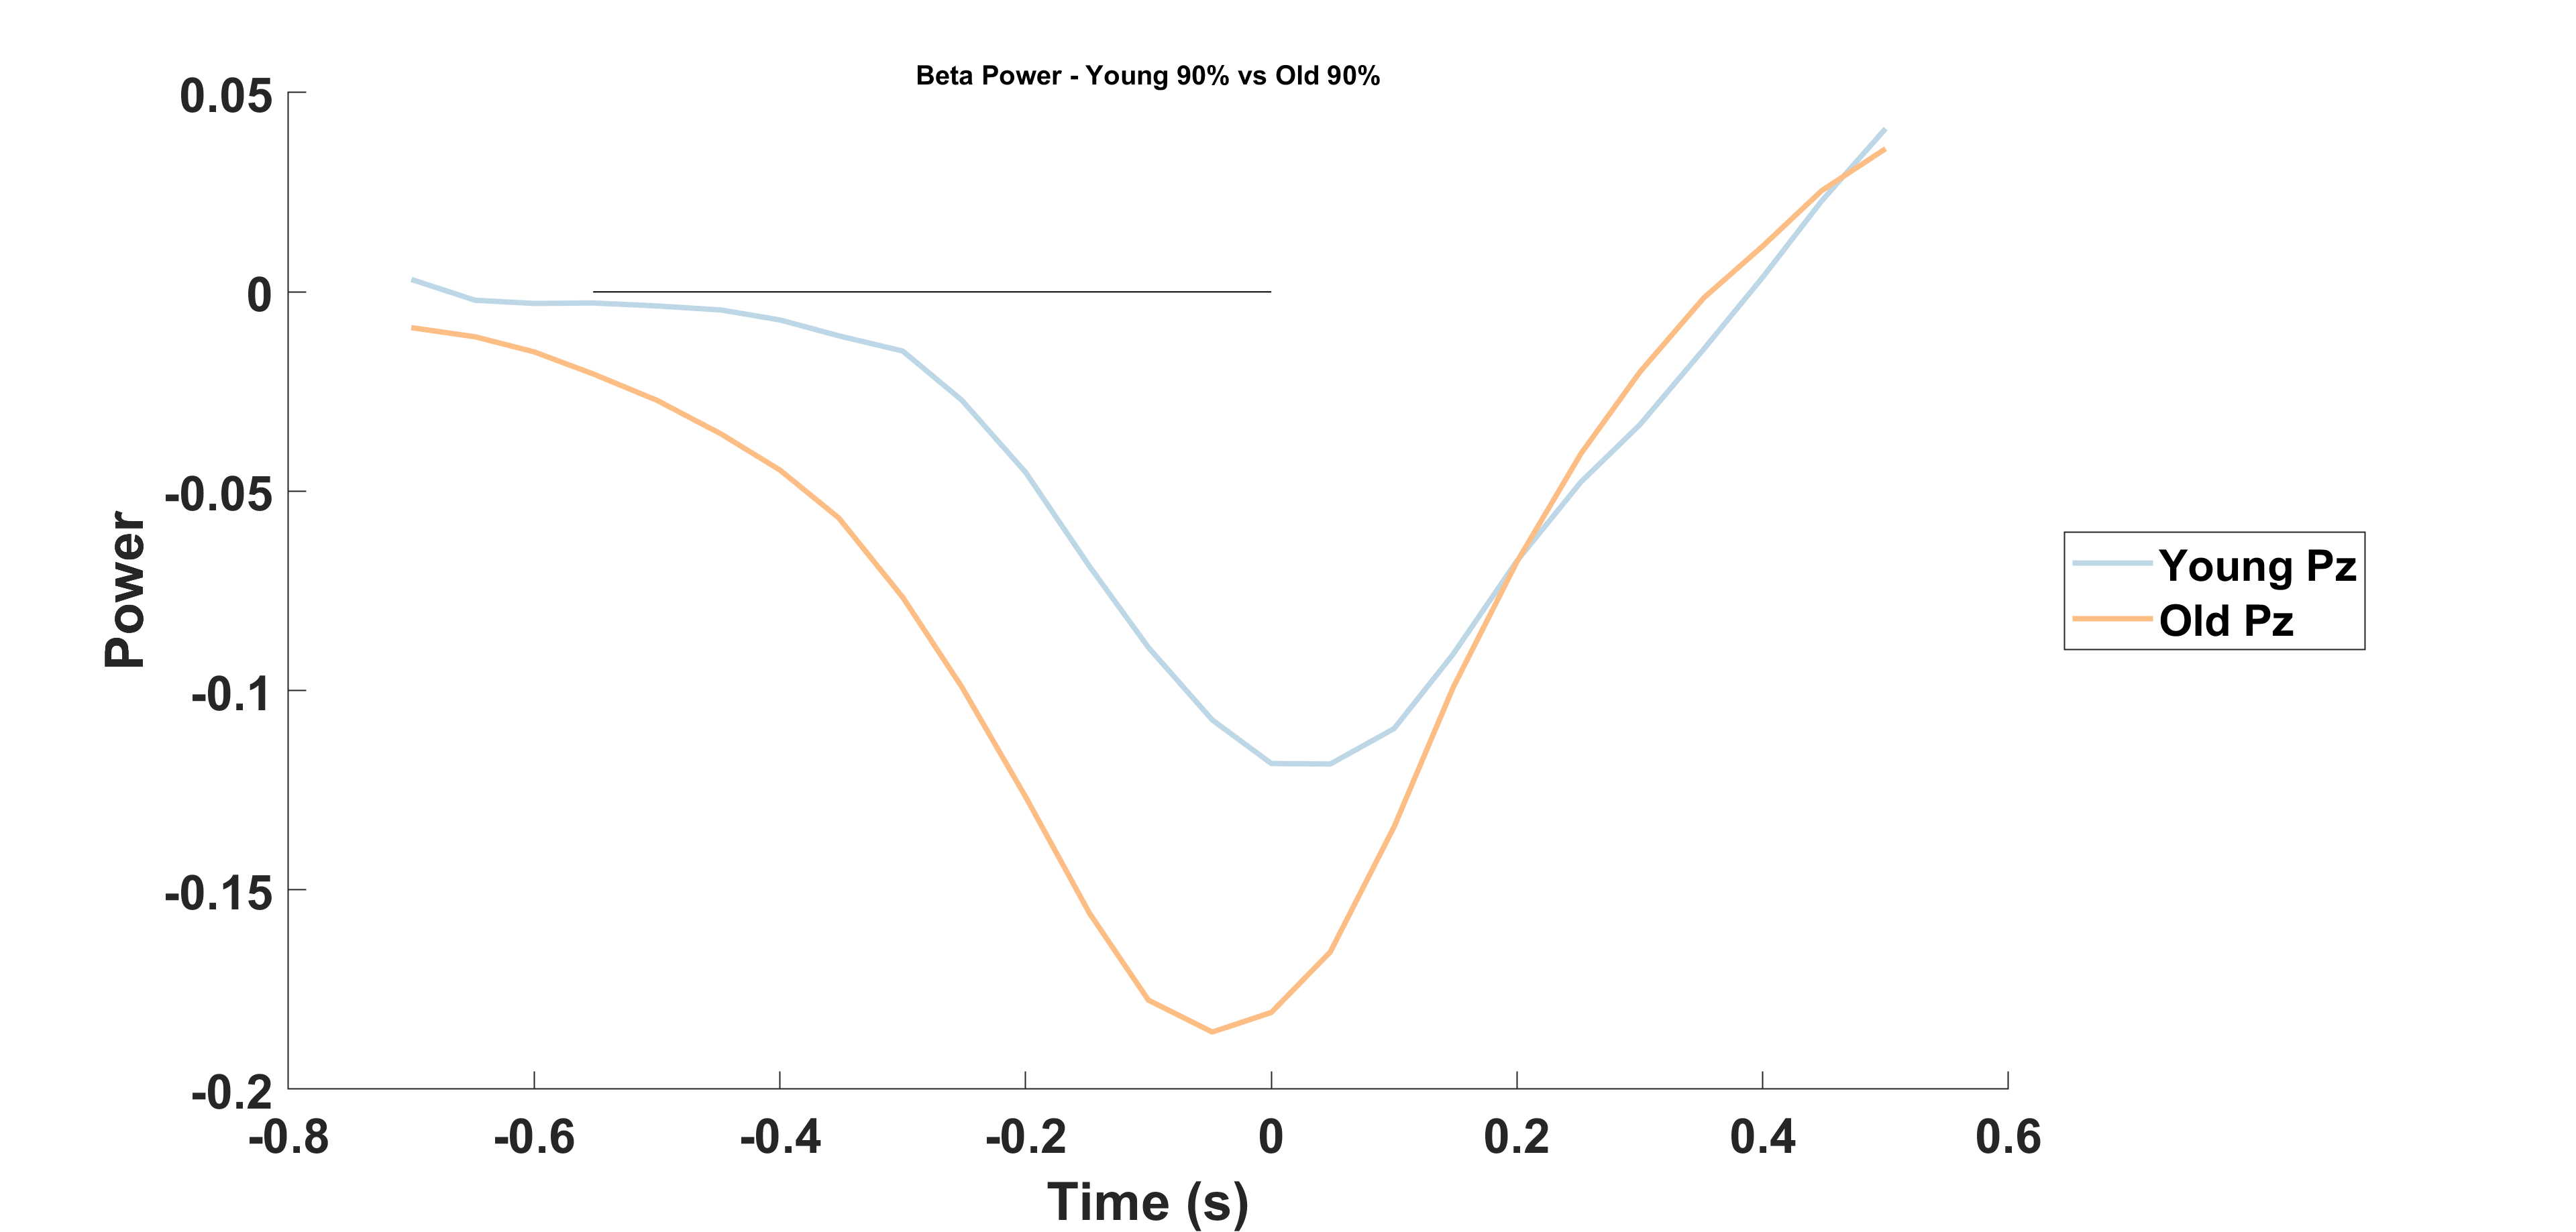 Beta Power - Young 90% vs Old 90%
0.05
0
-0.05
-0.1
-0.15
-0.2
Power
-0.8 -0.6 -0.4 -0.2 0 0.2 0.4 0.6
Time (s)
Young Pz
Old Pz